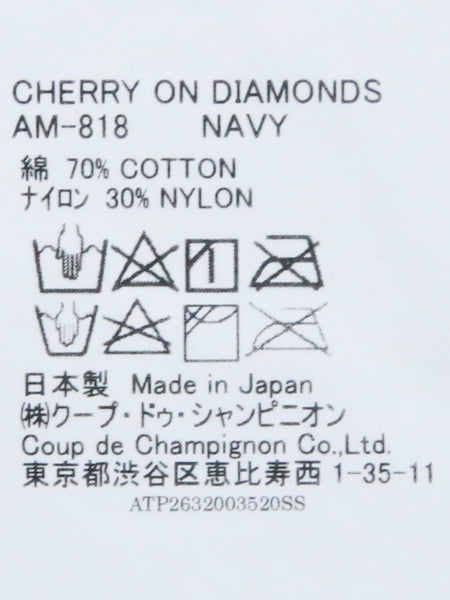 CHERRY ON DIAMONDS
AM-818 NAVY
綿 70% COTTON
ナイロン 30% NYLON
日本製 Made in Japan
㈱クープ・ドゥ・シャンピニオン
Coup de Champignon Co.,Ltd.
東京都渋谷区恵比寿西 1-35-11
ATP2632003520SS